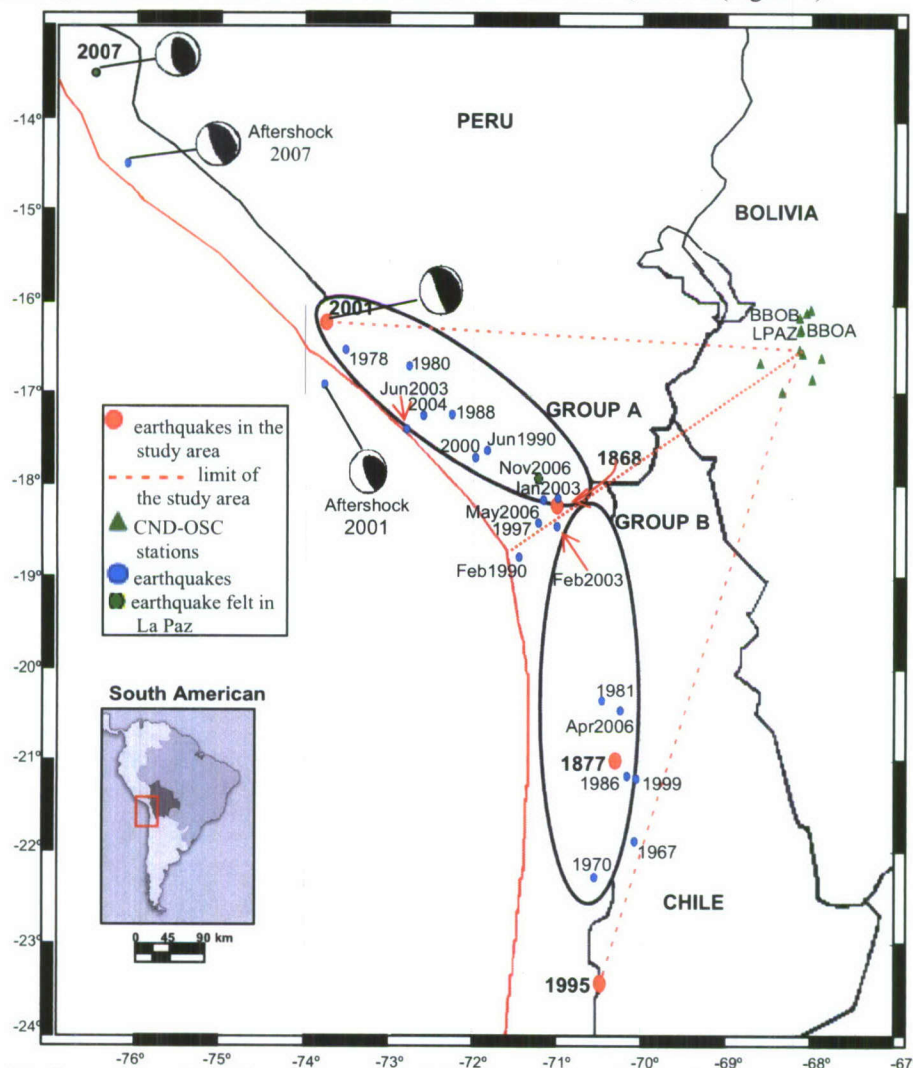 2007
Aftershock
2007
PERU
BOLIVIA
-14°
-15°
-16°
-17°
-18°
-19°
-20°
-21°
-22°
-23°
-24°
2001
BBOB
LPAZ
BBOA
1978
1980
Jun2003
2004
1988
GROUP A
2000
Jun1990
Nov2006
1868
Jan2003
May2006
GROUP B
1997
Feb1990
Feb2003
Aftershock
2001
earthquakes in the
study area
limit of
the study area
CND-OSC
stations
earthquakes
earthquake felt in
La Paz
1981
Apr2006
1877
1986
1999
1967
1970
CHILE
1995
South American
0 45 90 km
-76°
-75°
-74°
-73°
-72°
-71°
-70°
-69°
-68°
-67